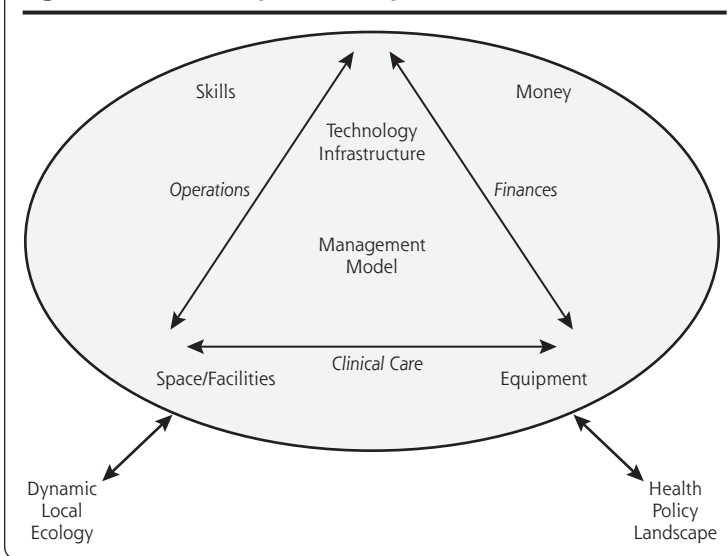 Skills
Money
Technology
Infrastructure
Operations
Finances
Management
Model
Clinical Care
Space/Facilities
Equipment
Dynamic
Local
Ecology
Health
Policy
Landscape